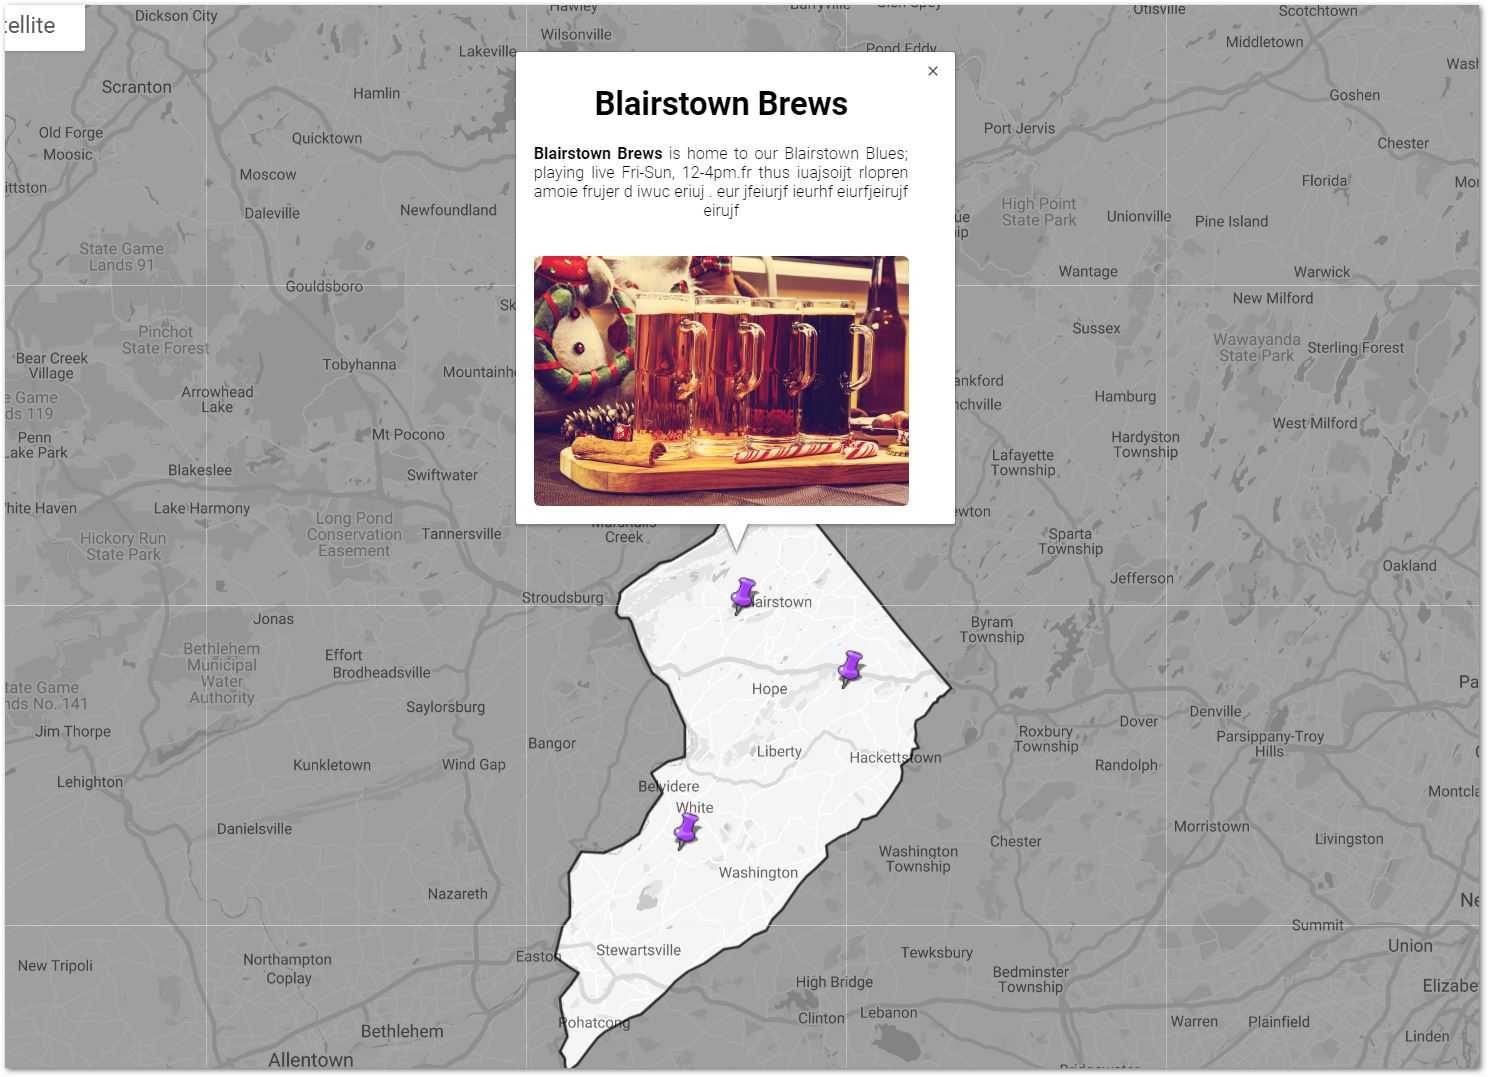 tellite
Blairstown Brews
Blairstown Brews is home to our Blairstown Blues;
playing live Fri-Sun, 12-4pm.fr thus iuajsoijt rlopren
amoie frujer d iwuc eriuj . eur jfeiurjf ieurhf eiurfjeirujf
eirujf
Dickson City
Hawley
Otisville
Scotchtown
Wilsonville
Lakeville
Pond Eddy
Middletown
Scranton
Hamlin
Goshen
Old Forge
Quicktown
Port Jervis
Chester
Moosic
Moscow
ittston
Florida
Daleville
Newfoundland
High Point
State Park
Unionville
Pine Island
State Game
Lands 91
Gouldsboro
Wantage
Warwick
New Milford
Pinchot
State Forest
Sussex
Wawayanda
State Park
Sterling Forest
Bear Creek
Village
Tobyhanna
Mountainh
ankford
Arrowhead
Lake
e Game
ds 119
nchville
Hamburg
West Milford
Penn
Lake Park
Mt Pocono
Hardyston
Township
Blakeslee
Swiftwater
Lafayette
Township
hite Haven
Lake Harmony
ewton
Long Pond
Conservation
Easement
Hickory Run
State Park
Tannersville
Marshalls
Creek
Sparta
Township
Oakland
Jefferson
Stroudsburg
airstown
Jonas
Byram
Township
Bethlehem
Municipal
Water
Authority
Effort
Brodheadsville
tate Game
nds No. 141
Hope
Saylorsburg
Jim Thorpe
Bangor
Dover
Denville
Roxbury
Township
Parsippany-Troy
Hills
Liberty
Hackettstown
Kunkletown
Wind Gap
Randolph
Lehighton
Belvidere
Montcla
White
Danielsville
Morristown
Livingston
Chester
Washington
Township
Washington
Nazareth
Summit
Stewartsville
Union
Easton
Tewksbury
New Tripoli
Northampton
Coplay
High Bridge
Bedminster
Township
Elizabe
Clinton
Lebanon
Pohatcong
Warren
Plainfield
Bethlehem
Linden
Allentown